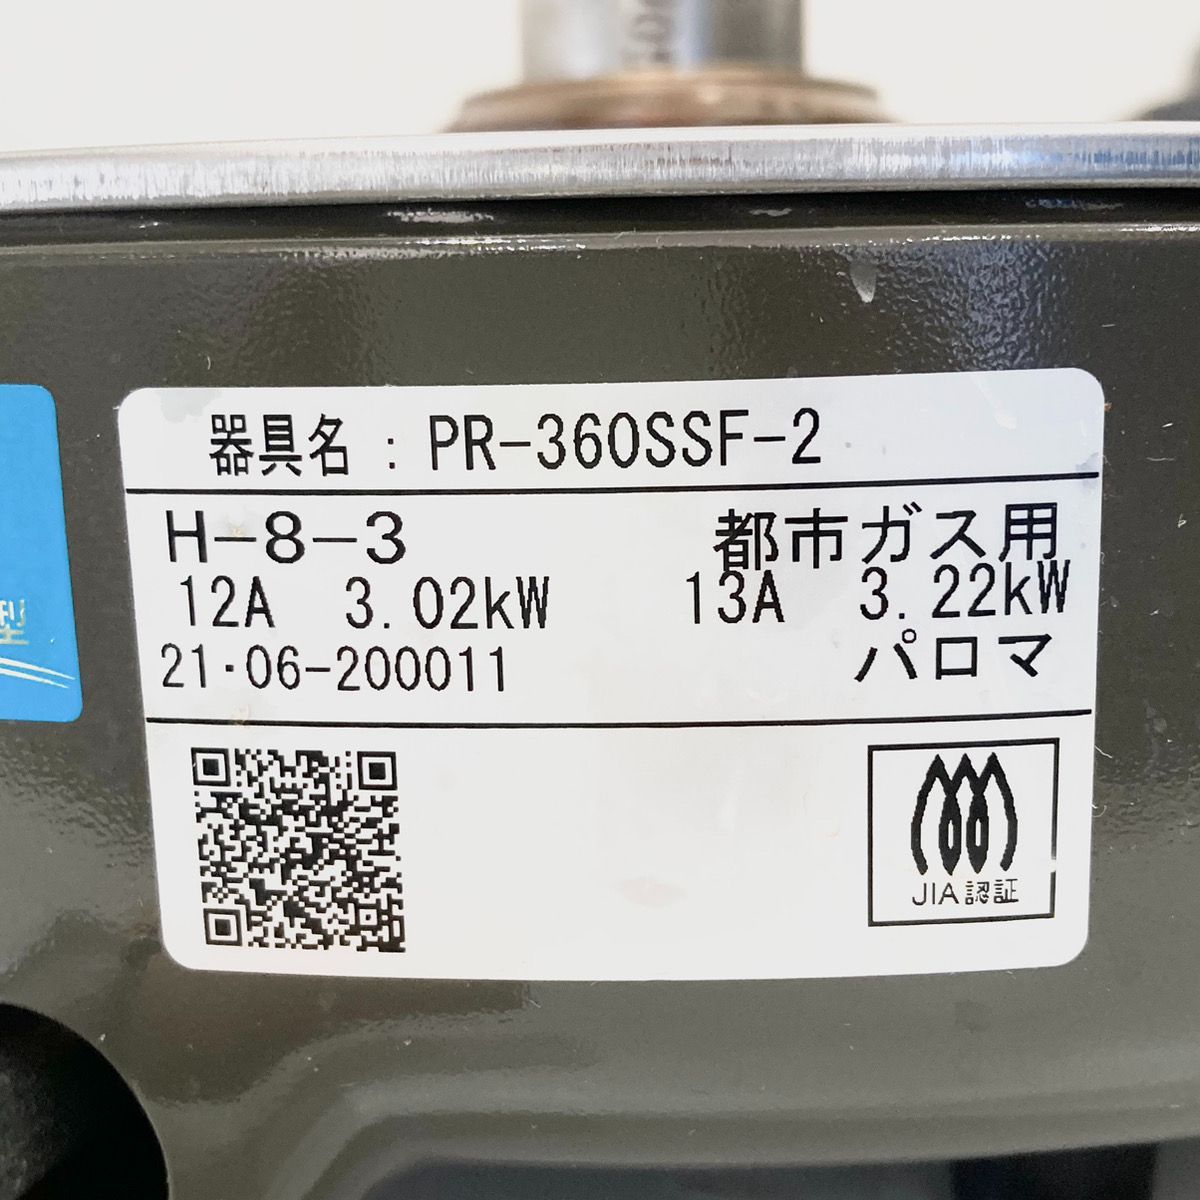 器具名 : PR-360SSF-2
H-8-3 都市ガス用
12A 3.02kW 13A 3.22kW
21・06-200011 パロマ
JIA認証
型